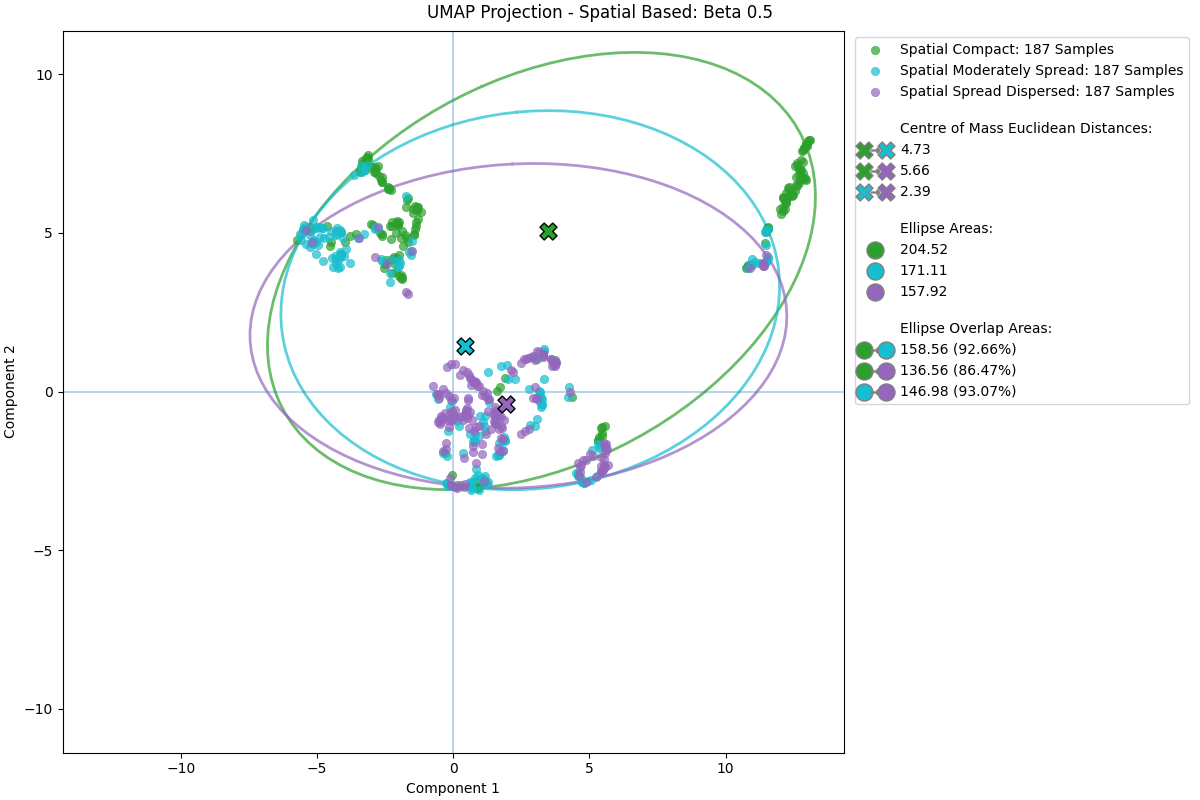 UMAP Projection - Spatial Based: Beta 0.5
10
5
0
−5
−10
Component 2
−10
−5
0
5
10
Component 1
Spatial Compact: 187 Samples
Spatial Moderately Spread: 187 Samples
Spatial Spread Dispersed: 187 Samples
Centre of Mass Euclidean Distances:
4.73
5.66
2.39
Ellipse Areas:
204.52
171.11
157.92
Ellipse Overlap Areas:
158.56 (92.66%)
136.56 (86.47%)
146.98 (93.07%)